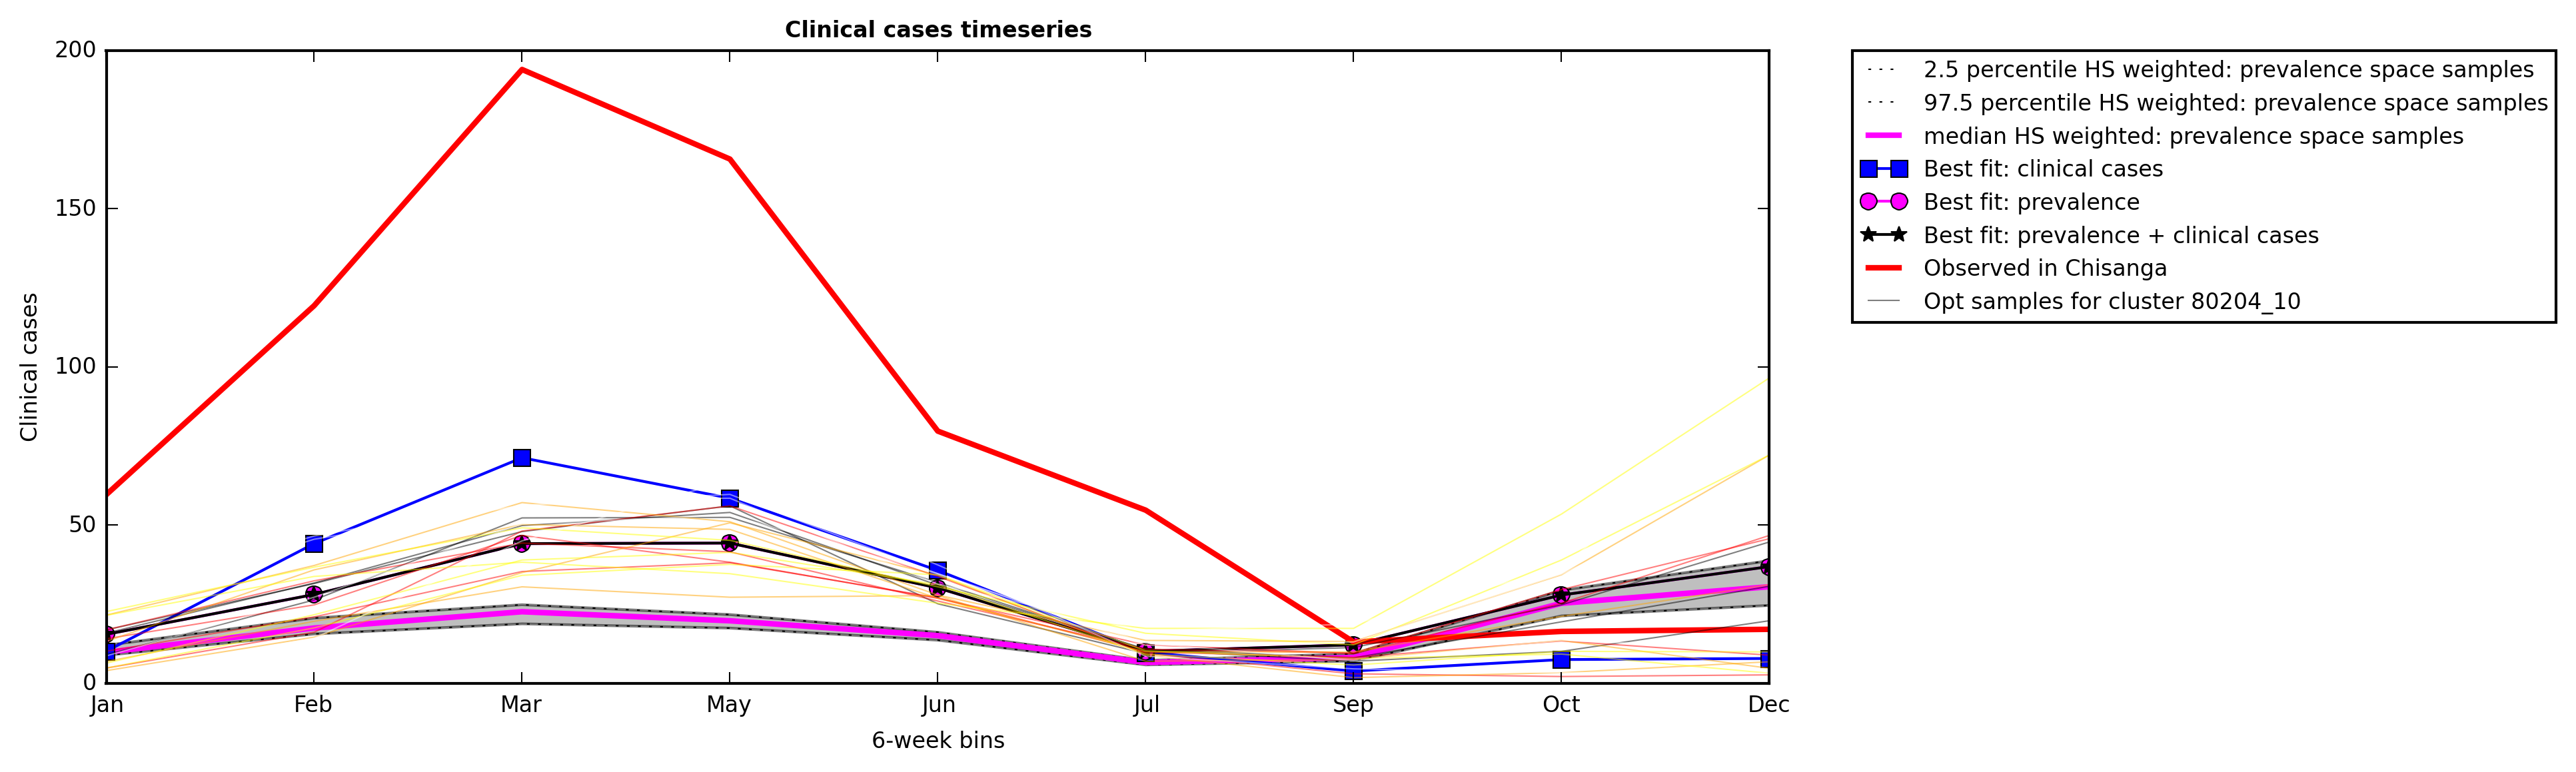 Clinical cases timeseries
200
150
100
50
0
Clinical cases
Jan Feb Mar May Jun Jul Sep Oct Dec
6-week bins
2.5 percentile HS weighted: prevalence space samples
97.5 percentile HS weighted: prevalence space samples
median HS weighted: prevalence space samples
Best fit: clinical cases
Best fit: prevalence
Best fit: prevalence + clinical cases
Observed in Chisanga
Opt samples for cluster 80204_10